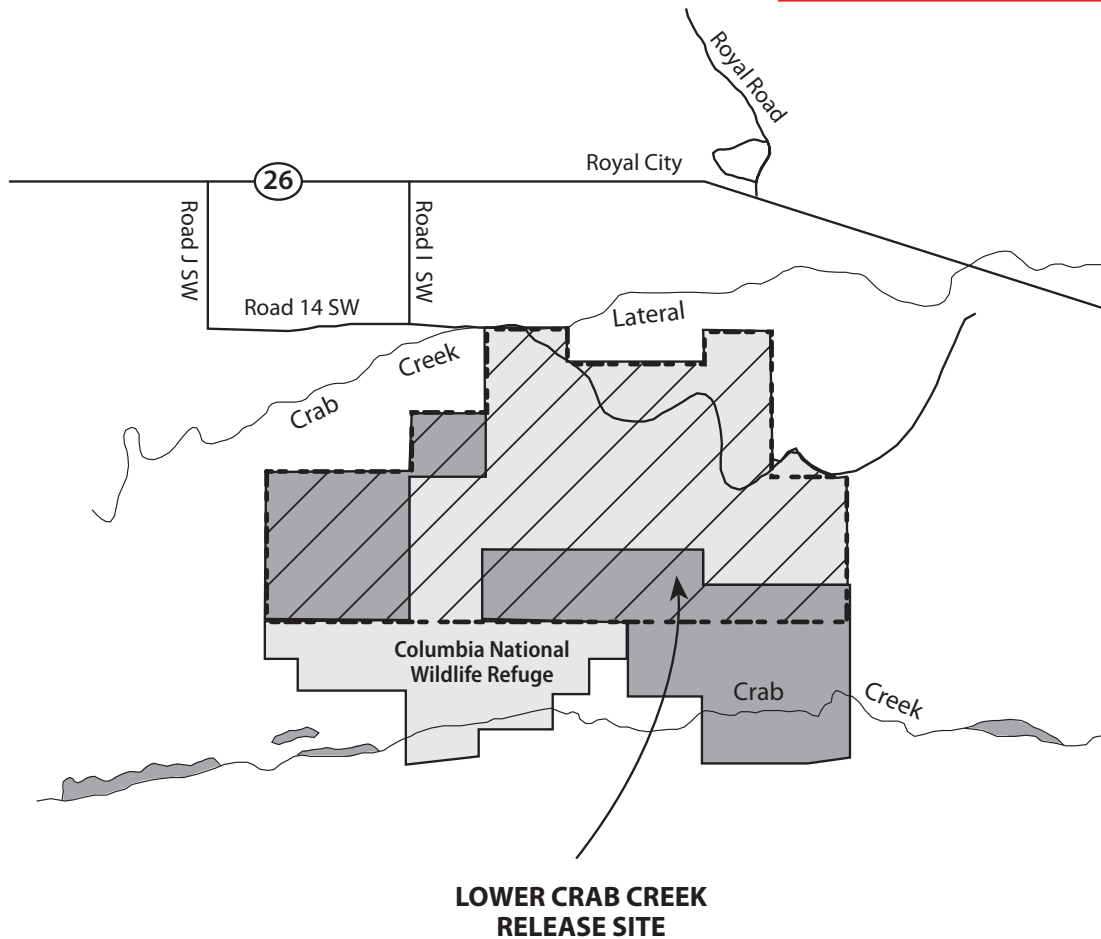 Royal Road
Royal City
26
Road J SW
Road I SW
Road 14 SW
Lateral
Creek
Crab
Columbia National
Wildlife Refuge
Crab
Creek
LOWER CRAB CREEK
RELEASE SITE